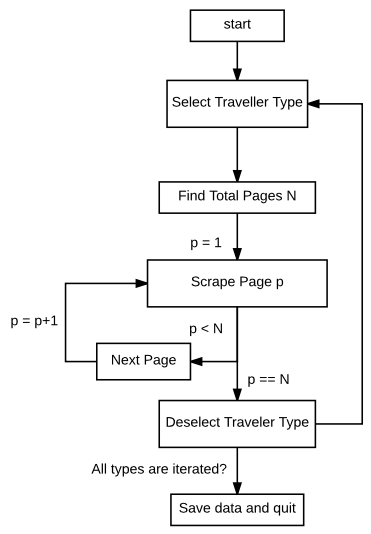 start
Select Traveller Type
Find Total Pages N
p = 1
Scrape Page p
p = p+1
p < N
Next Page
p == N
Deselect Traveler Type
All types are iterated?
Save data and quit